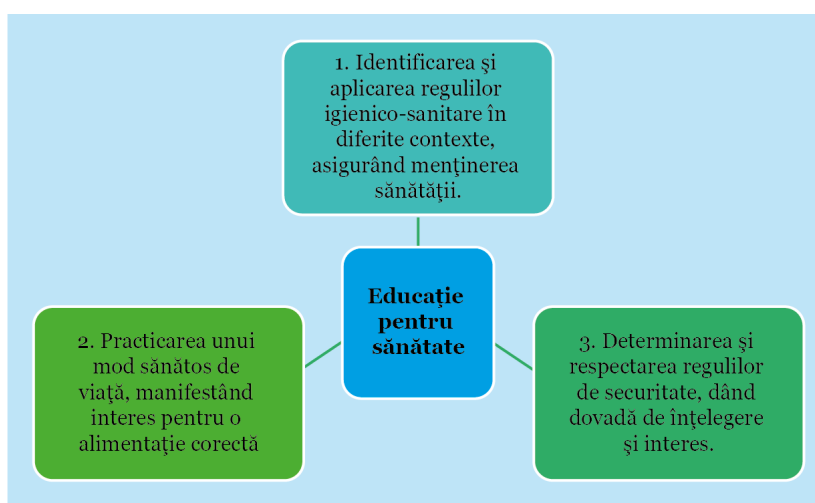 1. Identificarea şi
aplicarea regulilor
igienico-sanitare în
diferite contexte,
asigurând menţinerea
sănătăţii.
Educaţie
pentru
sănătate
2. Practicarea unui
mod sănătos de
viaţă, manifestând
interes pentru o
alimentaţie corectă
3. Determinarea şi
respectarea regulilor
de securitate, dând
dovadă de înţelegere
şi interes.